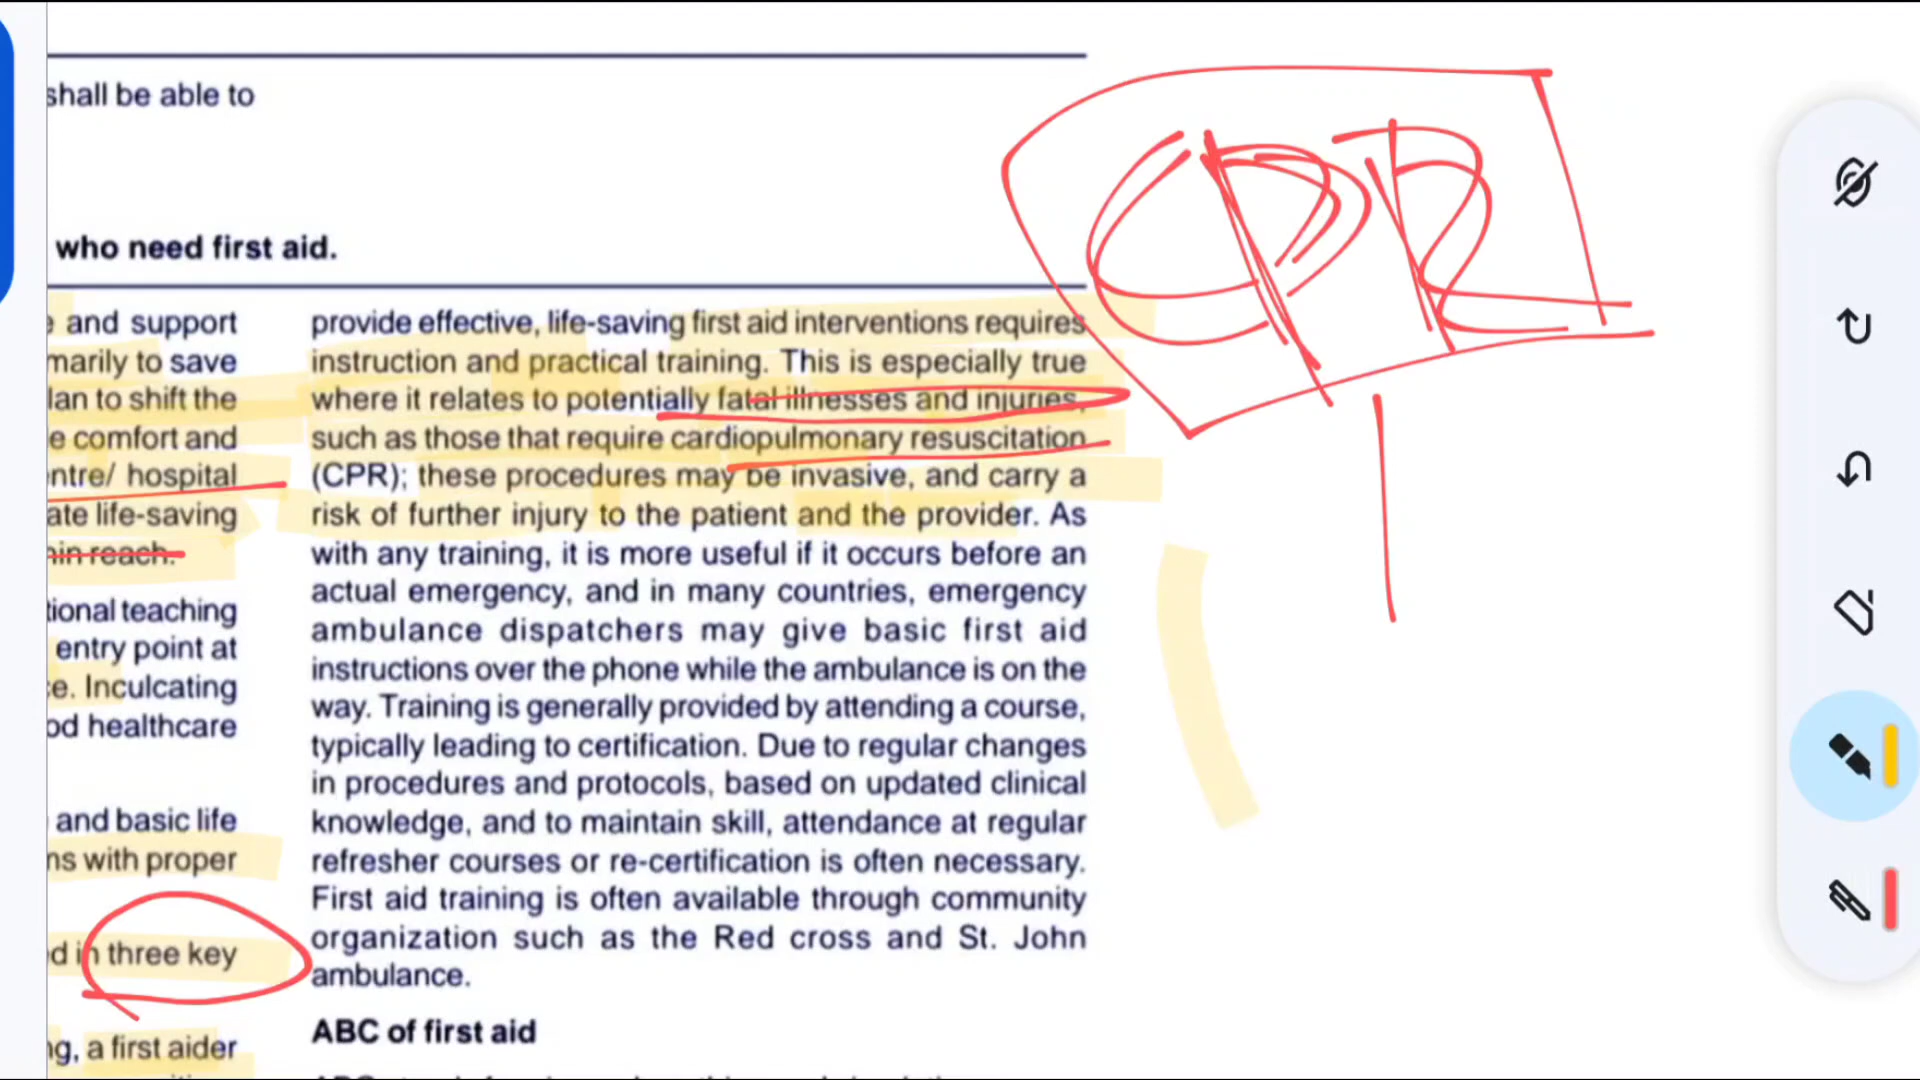 shall be able to
who need first aid.
and support
marily to save
lan to shift the
e comfort and
entre/ hospital
ate life-saving
in reach.
tional teaching
entry point at
e. Inculcating
od healthcare
and basic life
ns with proper
d in three key
g, a first aider
provide effective, life-saving first aid interventions requires
instruction and practical training. This is especially true
where it relates to potentially fatal illnesses and injuries,
such as those that require cardiopulmonary resuscitation
(CPR); these procedures may be invasive, and carry a
risk of further injury to the patient and the provider. As
with any training, it is more useful if it occurs before an
actual emergency, and in many countries, emergency
ambulance dispatchers may give basic first aid
instructions over the phone while the ambulance is on the
way. Training is generally provided by attending a course,
typically leading to certification. Due to regular changes
in procedures and protocols, based on updated clinical
knowledge, and to maintain skill, attendance at regular
refresher courses or re-certification is often necessary.
First aid training is often available through community
organization such as the Red cross and St. John
ambulance.
ABC of first aid
CPR